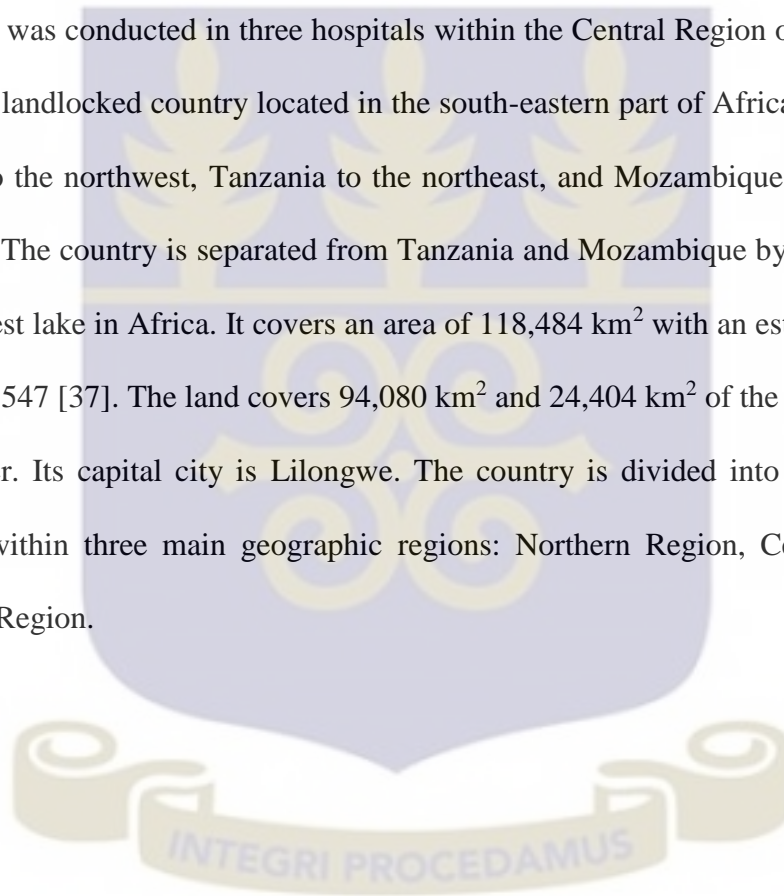 was conducted in three hospitals within the Central Region
landlocked country located in the south-eastern part of Africa
the northwest, Tanzania to the northeast, and Mozambique
The country is separated from Tanzania and Mozambique by
lake in Africa. It covers an area of 118,484 km² with an
547 [37]. The land covers 94,080 km² and 24,404 km² of the
Its capital city is Lilongwe. The country is divided into
within three main geographic regions: Northern Region,
Region.
INTEGRI PROCEDAMUS